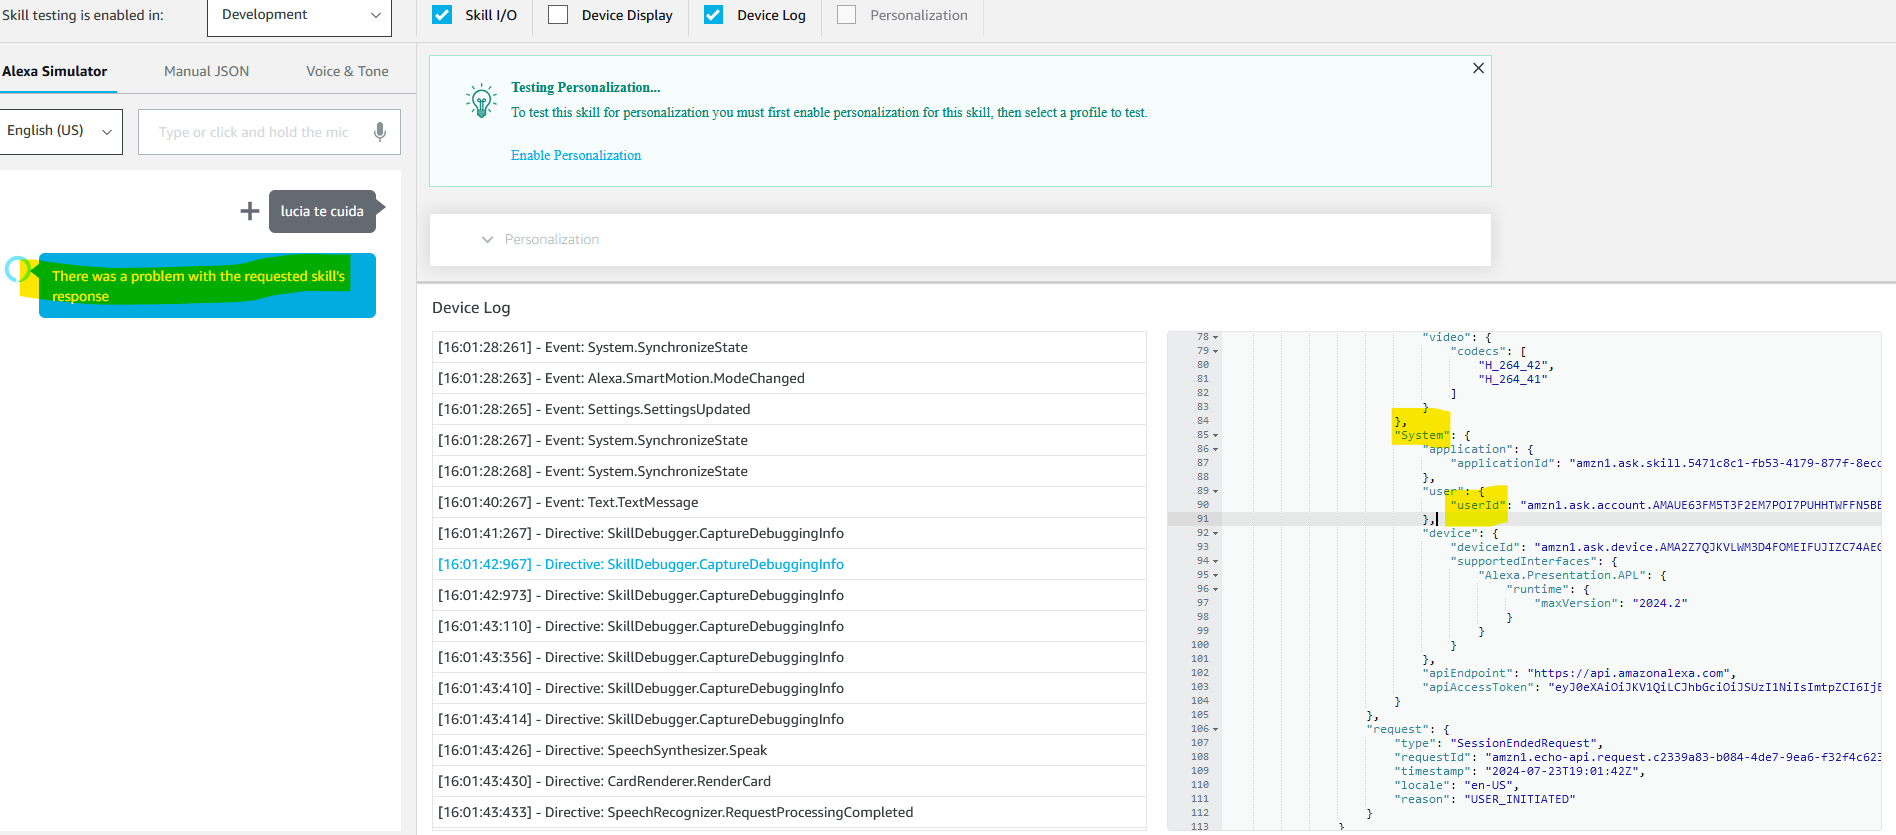 Skill testing is enabled in:
Development
Skill I/O
Device Display
Device Log
Personalization
Alexa Simulator
Manual JSON
Voice & Tone
English (US)
Type or click and hold the mic
lucia te cuida
There was a problem with the requested skill's
response
Testing Personalization...
To test this skill for personalization you must first enable personalization for this skill, then select a profile to test.
Enable Personalization
Personalization
Device Log
[16:01:28:261] - Event: System.SynchronizeState
[16:01:28:263] - Event: Alexa.SmartMotion.ModeChanged
[16:01:28:265] - Event: Settings.SettingsUpdated
[16:01:28:267] - Event: System.SynchronizeState
[16:01:28:268] - Event: System.SynchronizeState
[16:01:40:267] - Event: Text.TextMessage
[16:01:41:267] - Directive: SkillDebugger.CaptureDebuggingInfo
[16:01:42:967] - Directive: SkillDebugger.CaptureDebuggingInfo
[16:01:42:973] - Directive: SkillDebugger.CaptureDebuggingInfo
[16:01:43:110] - Directive: SkillDebugger.CaptureDebuggingInfo
[16:01:43:356] - Directive: SkillDebugger.CaptureDebuggingInfo
[16:01:43:410] - Directive: SkillDebugger.CaptureDebuggingInfo
[16:01:43:414] - Directive: SkillDebugger.CaptureDebuggingInfo
[16:01:43:426] - Directive: SpeechSynthesizer.Speak
[16:01:43:430] - Directive: CardRenderer.RenderCard
[16:01:43:433] - Directive: SpeechRecognizer.RequestProcessingCompleted
78 "video": {
79 "codecs": [
80 "H_264_42",
81 "H_264_41"
82 ]
83 }
84 },
85 "System": {
86 "application": {
87 "applicationId": "amzn1.ask.skill.5471c8c1-fb53-4179-877f-8ecc
88 },
89 "user": {
90 "userId": "amzn1.ask.account.AMAUE63FM5T3F2EM7POI7PUHHTWFFN5BE
91 },
92 "device": {
93 "deviceId": "amzn1.ask.device.AMA2Z7QJKVLWM3D4FOMEIFUJIZC74AEG
94 "supportedInterfaces": {
95 "Alexa.Presentation.APL": {
96 "runtime": {
97 "maxVersion": "2024.2"
98 }
99 }
100 }
101 },
102 "apiEndpoint": "https://api.amazonalexa.com",
103 "apiAccessToken": "eyJ0eXAiOiJKV1QiLCJhbGciOiJSUzI1NiIsImtpZCI6IjE
104 }
105 },
106 "request": {
107 "type": "SessionEndedRequest",
108 "requestId": "amzn1.echo-api.request.c2339a83-b084-4de7-9ea6-f32f4c623
109 "timestamp": "2024-07-23T19:01:42Z",
110 "locale": "en-US",
111 "reason": "USER_INITIATED"
112 }
113 }